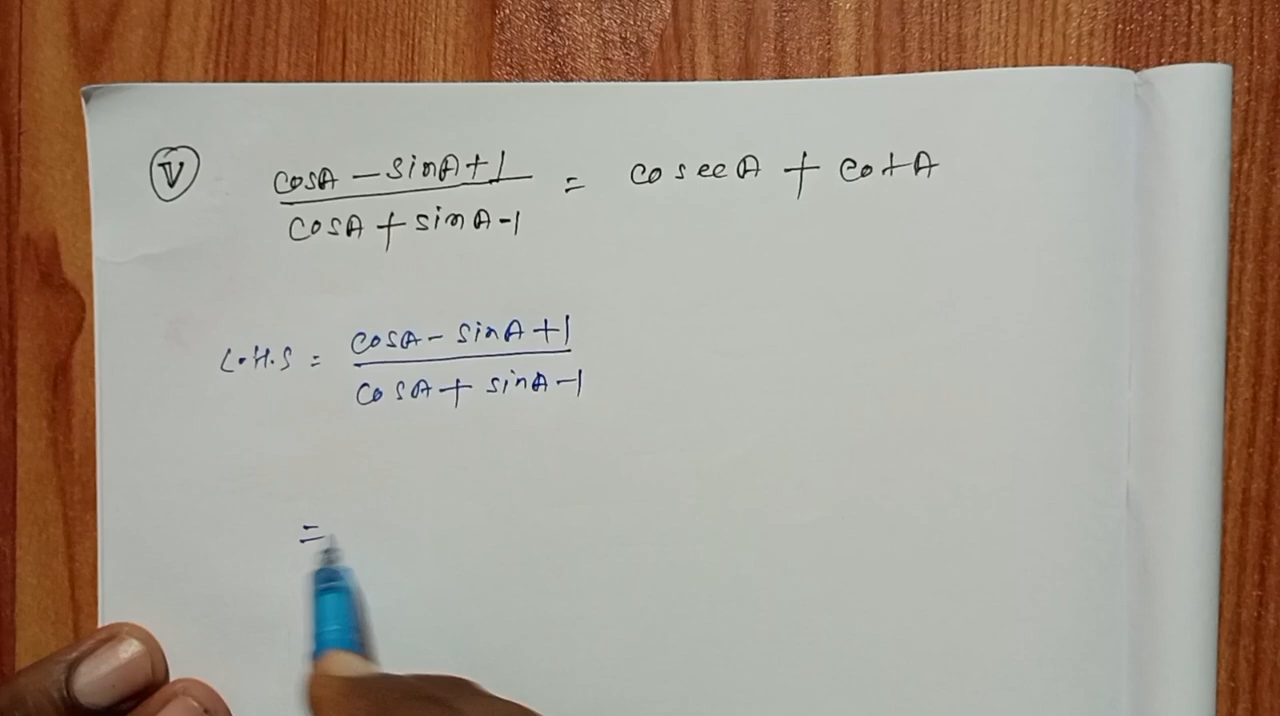 V cosA - sinA + 1 / cosA + sinA - 1 = cosecA + cotA
L.H.S = cosA - sinA + 1 / cosA + sinA - 1
=